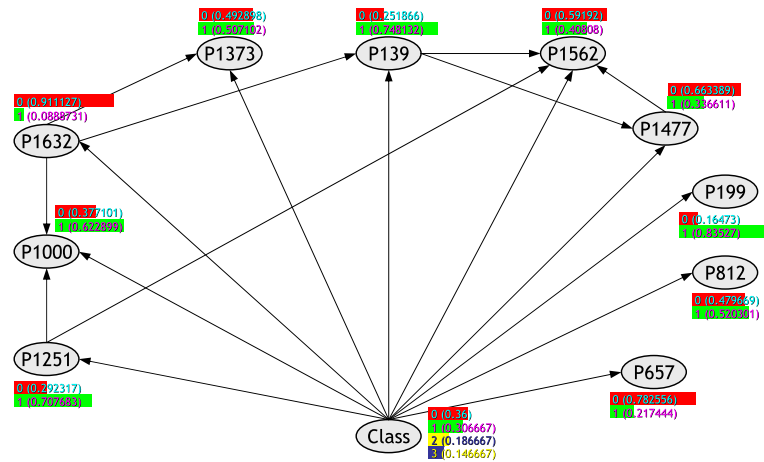 0 (0.492898)
1 (0.507102)
P1373
0 (0.251866)
1 (0.748132)
P139
0 (0.59192)
1 (0.40808)
P1562
0 (0.663389)
1 (0.336611)
P1477
0 (0.911127)
1 (0.0888731)
P1632
P199
0 (0.16473)
1 (0.83527)
0 (0.377101)
1 (0.622899)
P1000
P812
0 (0.479669)
1 (0.520301)
P1251
0 (0.292317)
1 (0.707683)
P657
0 (0.782556)
1 (0.217444)
Class
0 (0.36)
1 (0.306667)
2 (0.186667)
3 (0.146667)